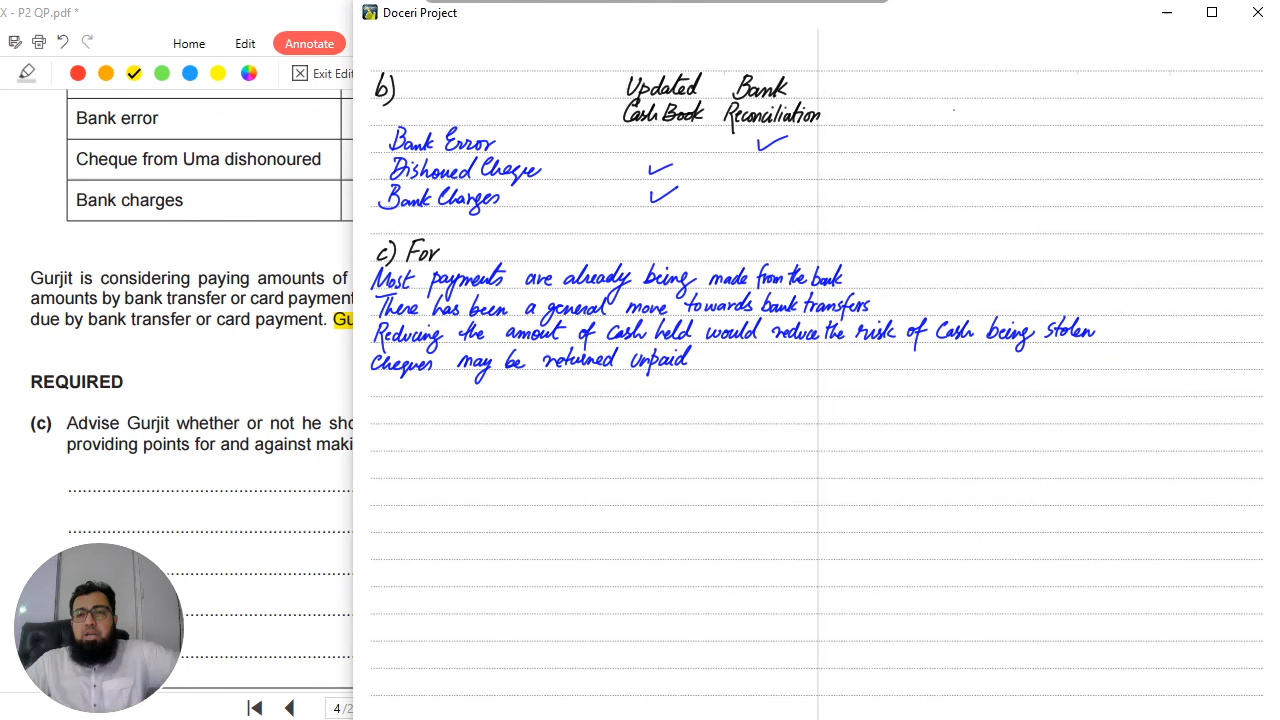 X - P2 QP.pdf *
Doceri Project
Home Edit Annotate
Exit Edit
Bank error
Cheque from Uma dishonoured
Bank charges
Gurjit is considering paying amounts of
amounts by bank transfer or card payment
due by bank transfer or card payment. Gu
REQUIRED
(c) Advise Gurjit whether or not he sho
providing points for and against maki
4/2
b) Updated Bank
Cash Book Reconciliation
Bank Error ✓
Dishoued Cheque ✓
Bank Charges ✓
c) For
Most payments are already being made from the bank
There has been a general move towards bank transfers
Reducing the amount of cash held would reduce the risk of Cash being stolen
Cheques may be returned unpaid